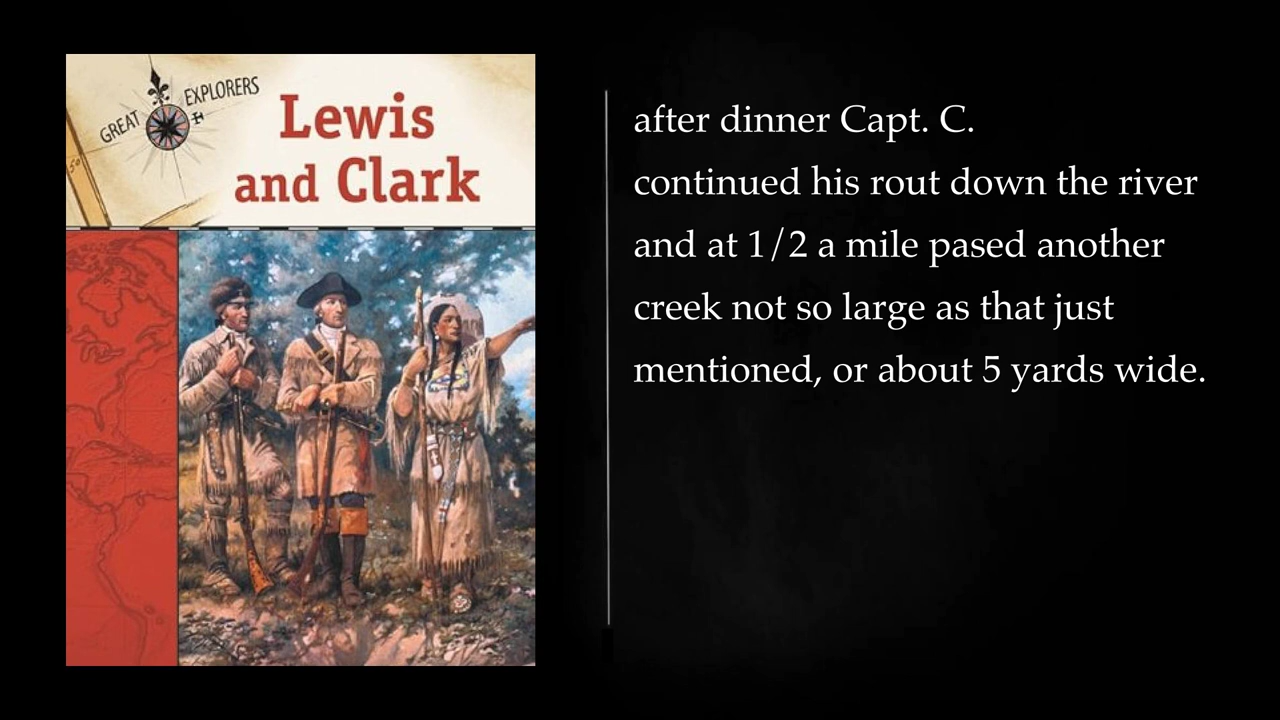 GREAT EXPLORERS
Lewis
and Clark
after dinner Capt. C.
continued his rout down the river
and at 1/2 a mile pased another
creek not so large as that just
mentioned, or about 5 yards wide.